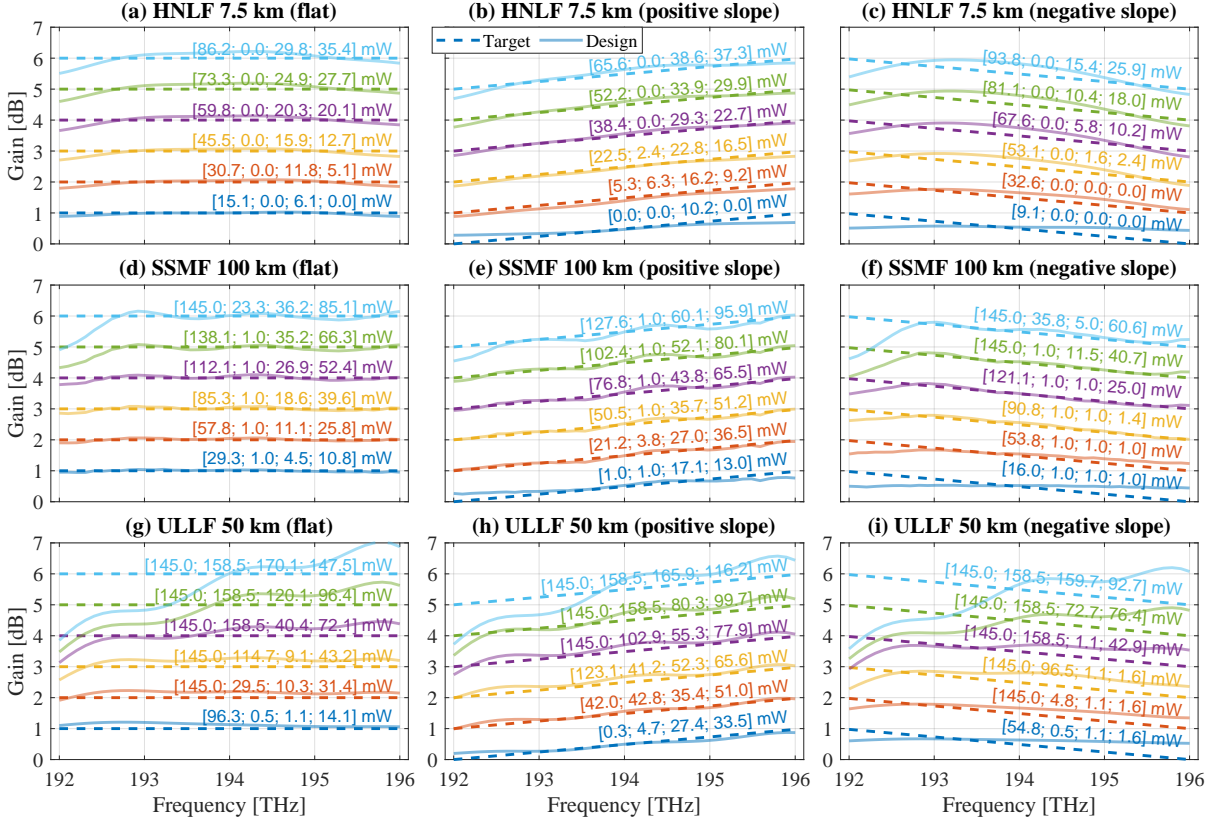 (a) HNLF 7.5 km (flat)
(b) HNLF 7.5 km (positive slope)
(c) HNLF 7.5 km (negative slope)
Gain [dB]
7
6
5
4
3
2
1
0
[86.2; 0.0; 29.8; 35.4] mW
[73.3; 0.0; 24.9; 27.7] mW
[59.8; 0.0; 20.3; 20.1] mW
[45.5; 0.0; 15.9; 12.7] mW
[30.7; 0.0; 11.8; 5.1] mW
[15.1; 0.0; 6.1; 0.0] mW
Target Design
[65.6; 0.0; 38.6; 37.3] mW
[52.2; 0.0; 33.9; 29.9] mW
[38.4; 0.0; 29.3; 22.7] mW
[22.5; 2.4; 22.8; 16.5] mW
[5.3; 6.3; 16.2; 9.2] mW
[0.0; 0.0; 10.2; 0.0] mW
[93.8; 0.0; 15.4; 25.9] mW
[81.1; 0.0; 10.4; 18.0] mW
[67.6; 0.0; 5.8; 10.2] mW
[53.1; 0.0; 1.6; 2.4] mW
[32.6; 0.0; 0.0; 0.0] mW
[9.1; 0.0; 0.0; 0.0] mW
(d) SSMF 100 km (flat)
(e) SSMF 100 km (positive slope)
(f) SSMF 100 km (negative slope)
Gain [dB]
7
6
5
4
3
2
1
0
[145.0; 23.3; 36.2; 85.1] mW
[138.1; 1.0; 35.2; 66.3] mW
[112.1; 1.0; 26.9; 52.4] mW
[85.3; 1.0; 18.6; 39.6] mW
[57.8; 1.0; 11.1; 25.8] mW
[29.3; 1.0; 4.5; 10.8] mW
[127.6; 1.0; 60.1; 95.9] mW
[102.4; 1.0; 52.1; 80.1] mW
[76.8; 1.0; 43.8; 65.5] mW
[50.5; 1.0; 35.7; 51.2] mW
[21.2; 3.8; 27.0; 36.5] mW
[1.0; 1.0; 17.1; 13.0] mW
[145.0; 35.8; 5.0; 60.6] mW
[145.0; 1.0; 11.5; 40.7] mW
[121.1; 1.0; 1.0; 25.0] mW
[90.8; 1.0; 1.0; 1.4] mW
[53.8; 1.0; 1.0; 1.0] mW
[16.0; 1.0; 1.0; 1.0] mW
(g) ULLF 50 km (flat)
(h) ULLF 50 km (positive slope)
(i) ULLF 50 km (negative slope)
Gain [dB]
7
6
5
4
3
2
1
0
[145.0; 158.5; 170.1; 147.5] mW
[145.0; 158.5; 120.1; 96.4] mW
[145.0; 158.5; 40.4; 72.1] mW
[145.0; 114.7; 9.1; 43.2] mW
[145.0; 29.5; 10.3; 31.4] mW
[96.3; 0.5; 1.1; 14.1] mW
[145.0; 158.5; 165.9; 116.2] mW
[145.0; 158.5; 80.3; 99.7] mW
[145.0; 102.9; 55.3; 77.9] mW
[123.1; 41.2; 52.3; 65.6] mW
[42.0; 42.8; 35.4; 51.0] mW
[0.3; 4.7; 27.4; 33.5] mW
[145.0; 158.5; 159.7; 92.7] mW
[145.0; 158.5; 72.7; 76.4] mW
[145.0; 158.5; 1.1; 42.9] mW
[145.0; 96.5; 1.1; 1.6] mW
[145.0; 4.8; 1.1; 1.6] mW
[54.8; 0.5; 1.1; 1.6] mW
192 193 194 195 196
192 193 194 195 196
192 193 194 195 196
Frequency [THz]
Frequency [THz]
Frequency [THz]